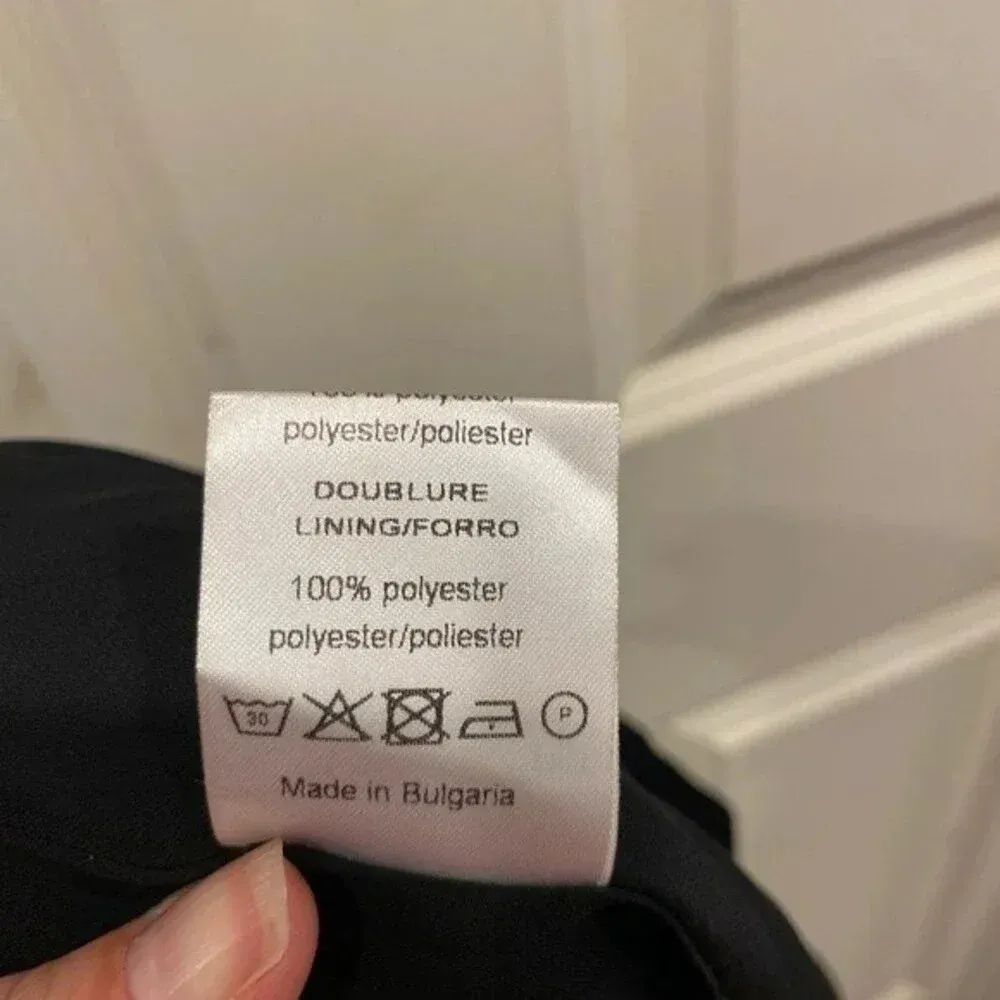 polyester/poliester
DOUBLURE
LINING/FORRO
100% polyester
polyester/poliester
30
P
Made in Bulgaria